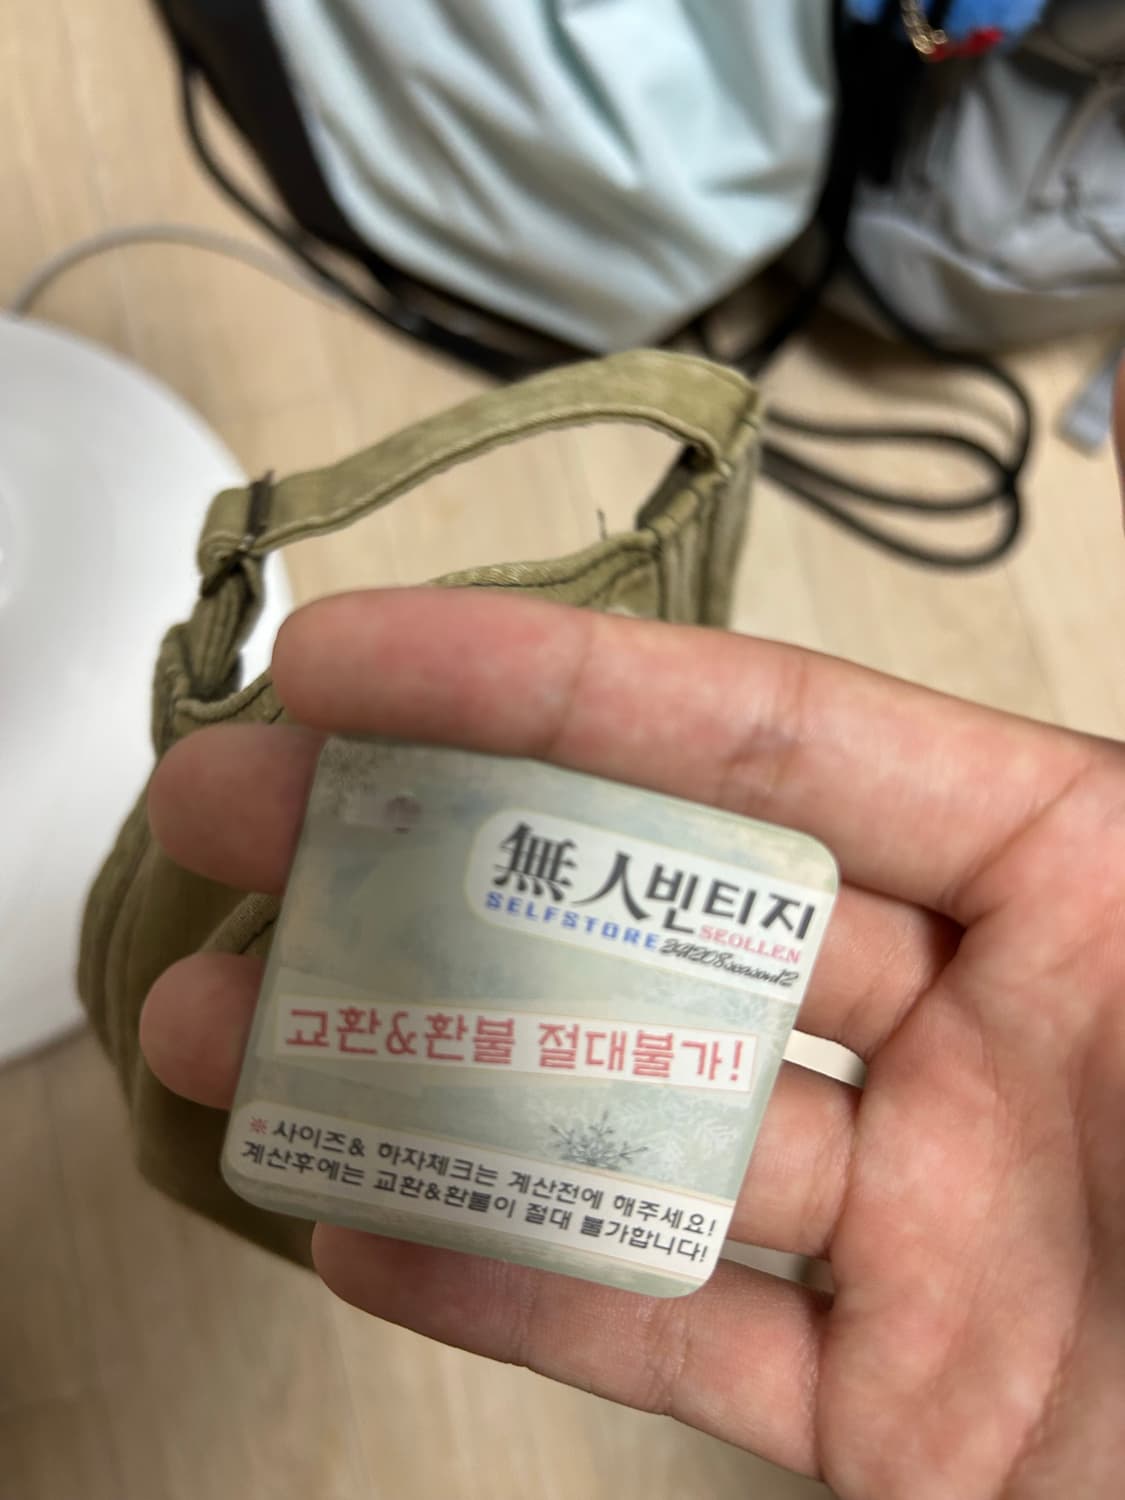 無人빈티지
SELFSTORE SEOLLEN
교환&환불 절대불가!
※사이즈& 하자체크는 계산전에 해주세요!
계산후에는 교환&환불이 절대 불가합니다!